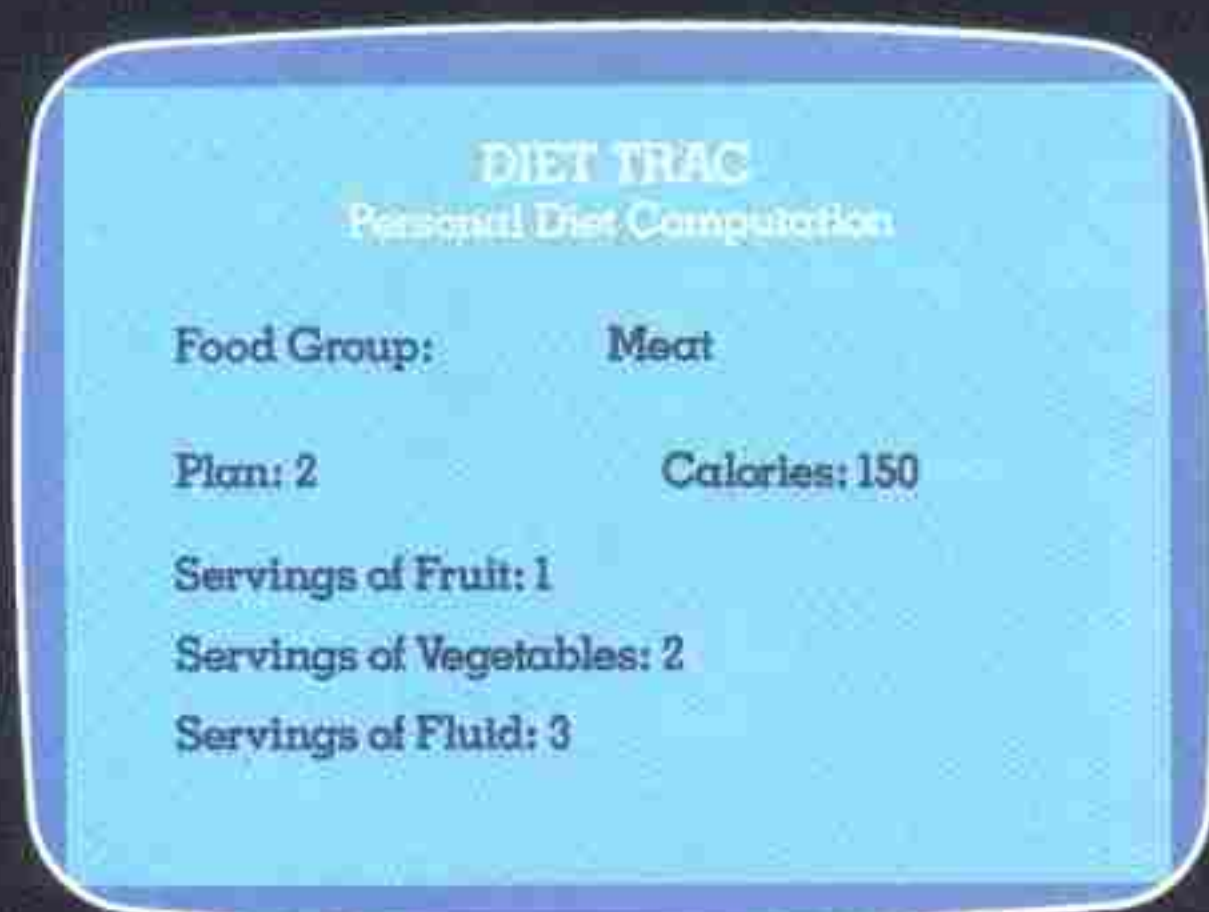 DIET TRAC
Personal Diet Computation
Food Group: Meat
Plan: 2 Calories: 150
Servings of Fruit: 1
Servings of Vegetables: 2
Servings of Fluid: 3